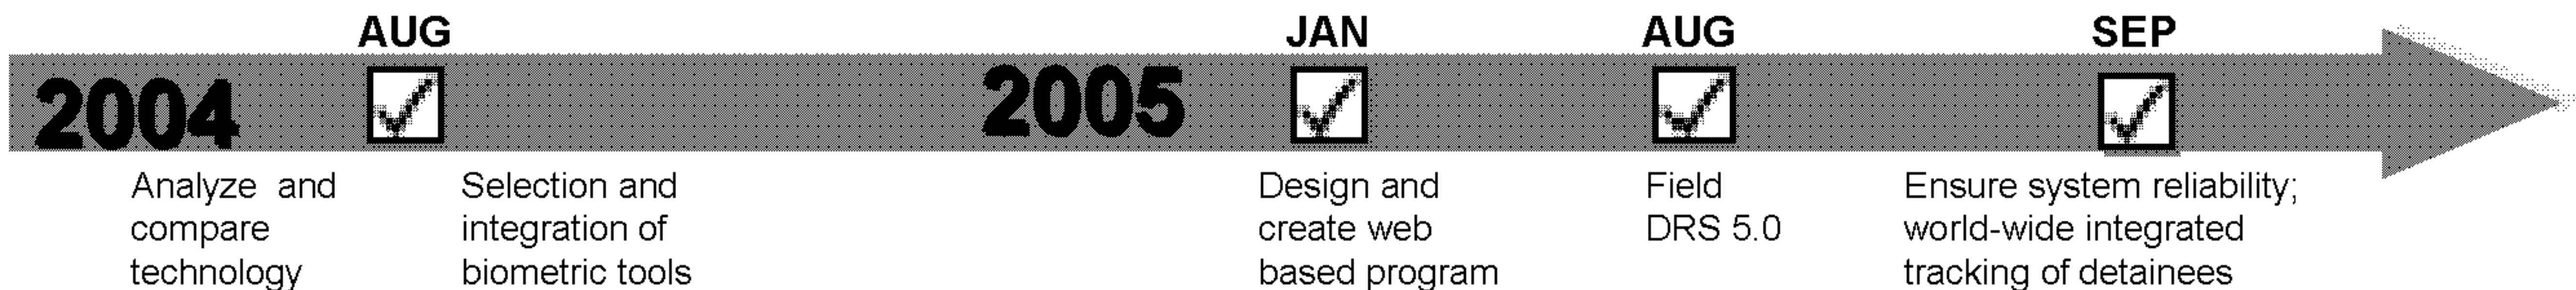 AUG JAN AUG SEP
2004 2005
Analyze and
compare
technology
Selection and
integration of
biometric tools
Design and
create web
based program
Field
DRS 5.0
Ensure system reliability;
world-wide integrated
tracking of detainees